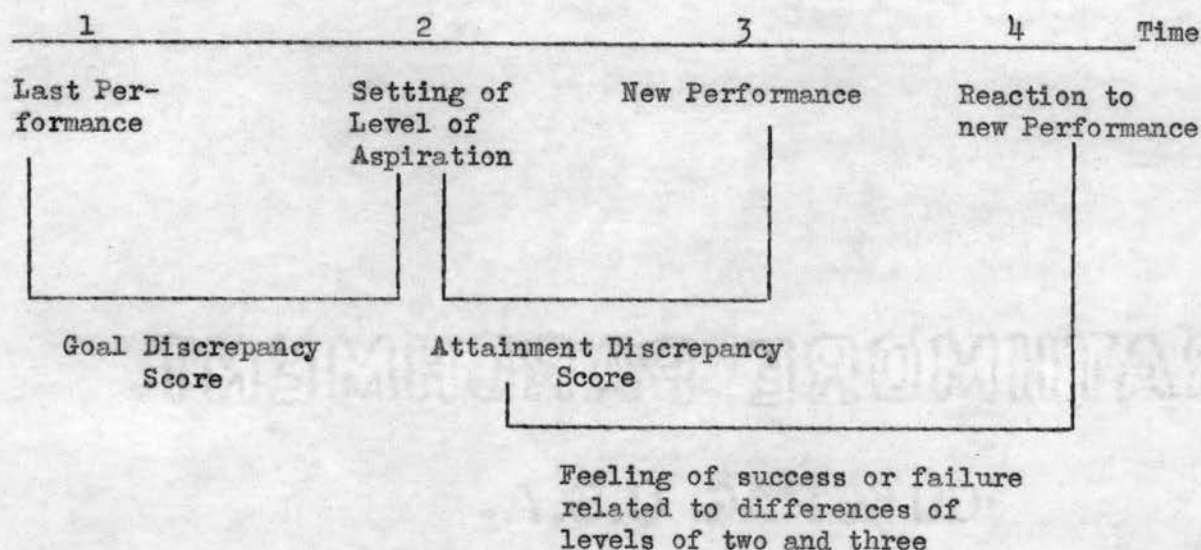 1 2 3 4 Time
Last Per-
formance
Setting of
Level of
Aspiration
New Performance
Reaction to
new Performance
Goal Discrepancy
Score
Attainment Discrepancy
Score
Feeling of success or failure
related to differences of
levels of two and three